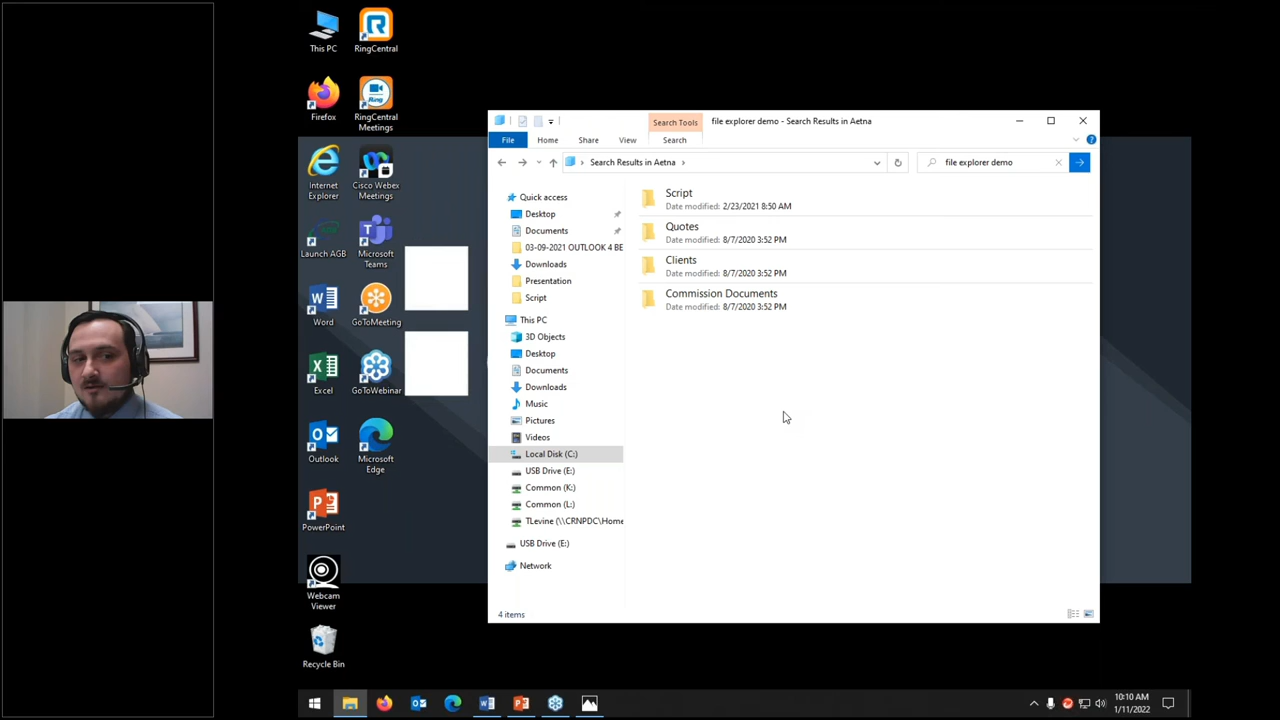 This PC
RingCentral
Firefox
RingCentral
Meetings
Internet
Explorer
Cisco Webex
Meetings
Launch AGB
Microsoft
Teams
Word
GoToMeeting
Excel
GoToWebinar
Outlook
Microsoft
Edge
PowerPoint
Webcam
Viewer
Recycle Bin
Search Tools
file explorer demo - Search Results in Aetna
File
Home
Share
View
Search
Search Results in Aetna
file explorer demo
Quick access
Desktop
Documents
03-09-2021 OUTLOOK 4 BE
Downloads
Presentation
Script
This PC
3D Objects
Desktop
Documents
Downloads
Music
Pictures
Videos
Local Disk (C:)
USB Drive (E:)
Common (K:)
Common (L:)
TLevine (\\CRNPDC\Home
USB Drive (E:)
Network
Script
Date modified: 2/23/2021 8:50 AM
Quotes
Date modified: 8/7/2020 3:52 PM
Clients
Date modified: 8/7/2020 3:52 PM
Commission Documents
Date modified: 8/7/2020 3:52 PM
4 items
10:10 AM
1/11/2022